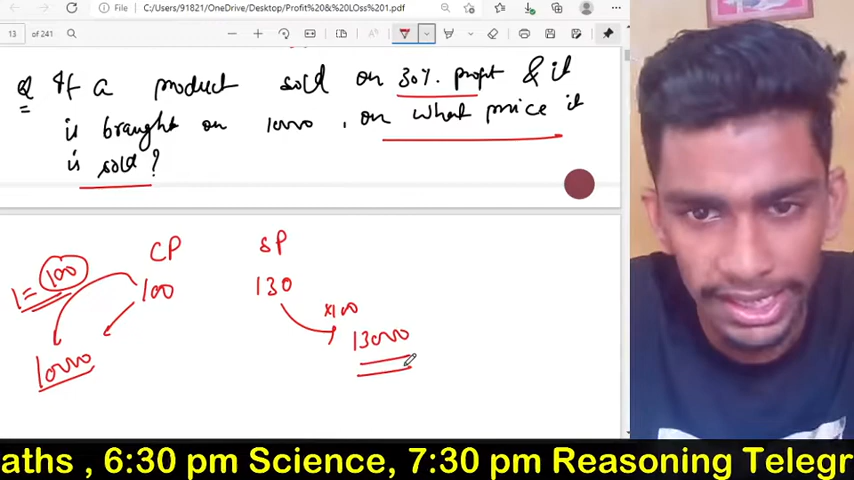 C:/Users/91821/OneDrive/Desktop/Profit%20&%20LOss%201.pdf
13 of 241
Q If a product sold on 30%. profit & it
is braught on 10000, on what price it
is sold?
CP SP
1=100 100 130
×100
10000 13000
aths , 6:30 pm Science, 7:30 pm Reasoning Telegr